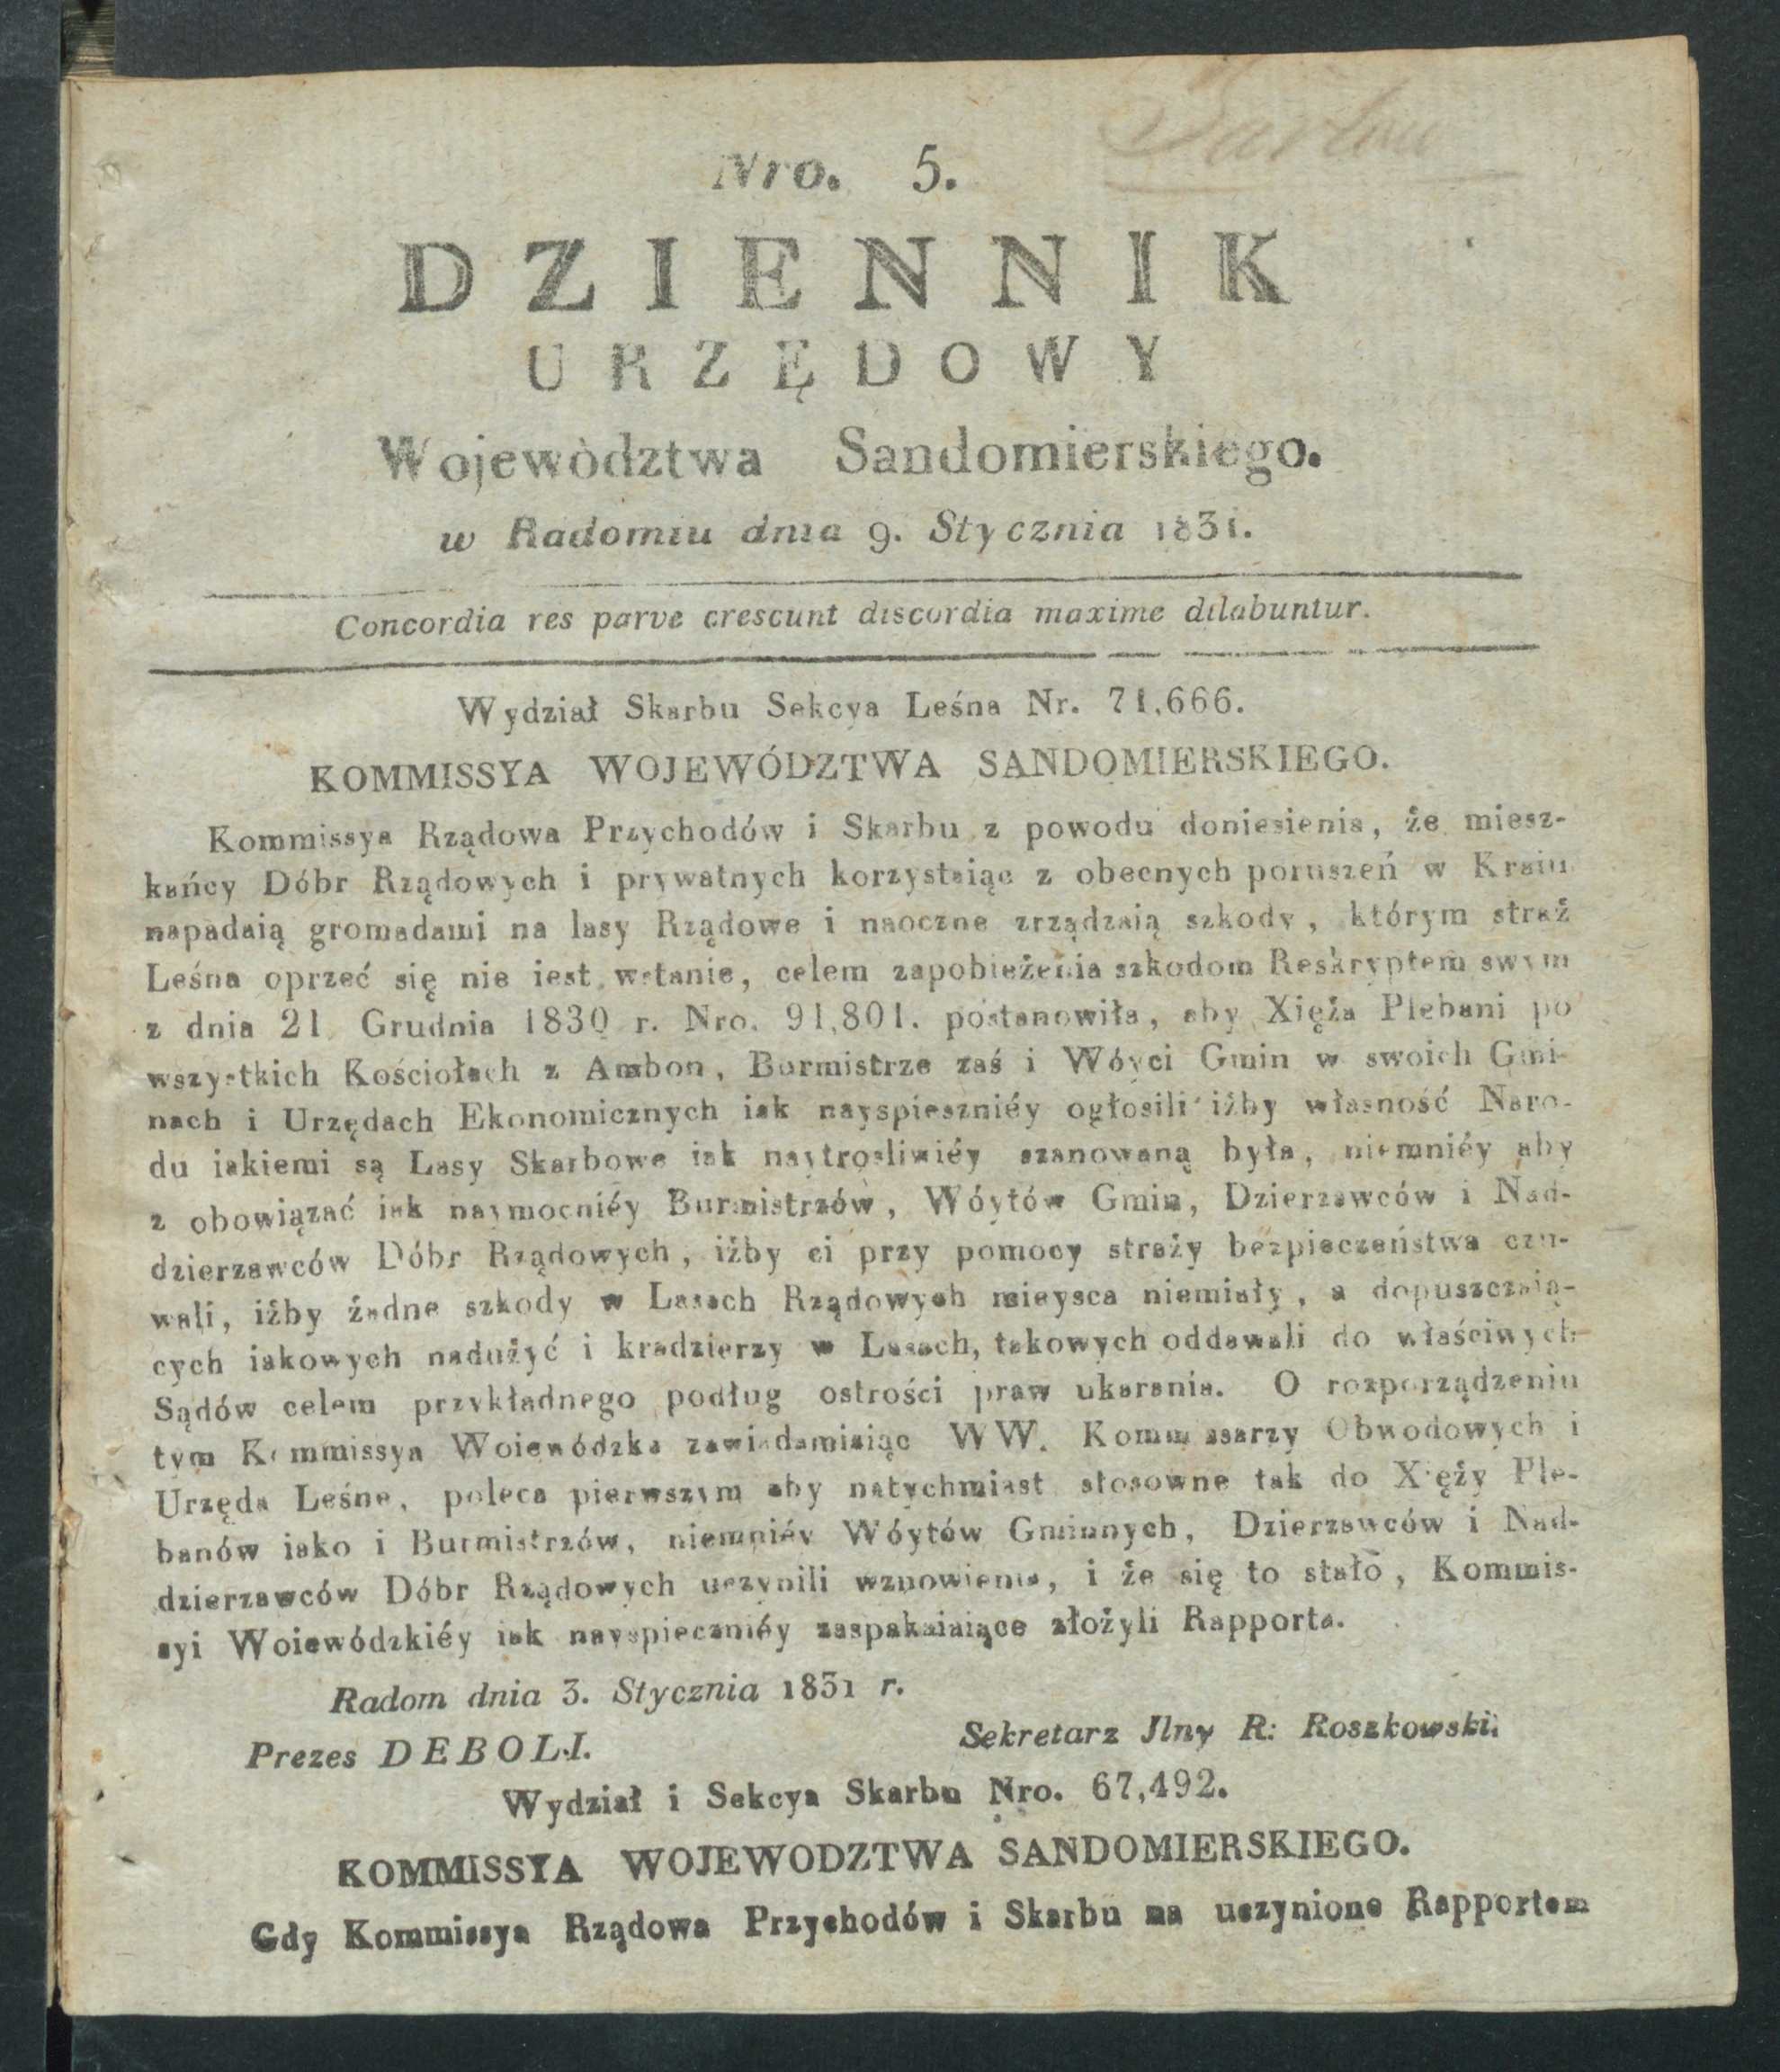 Nro. 5.
DZIENNIK
URZĘDOWY
Wojewòdztwa Sandomierskiego.
w Radomiu dnia 9. Stycznia 1831.
Concordia res parve crescunt discordia maxime dilabuntur.
Wydział Skarbu Sekcya Leśna Nr. 71,666.
KOMMISSYA WOJEWÓDZTWA SANDOMIERSKIEGO.
Kommissya Rządowa Przychodów i Skarbu z powodu doniesienia, że miesz-
kańcy Dóbr Rządowych i prywatnych korzystaiąc z obecnych poruszeń w Kraiu
napadaią gromadami na lasy Rządowe i naoczne zrządzaią szkody, którym straż
Leśna oprzeć się nie iest wstanie, celem zapobieżenia szkodom Reskryptem swym
z dnia 21 Grudnia 1830 r. Nro. 91,801. postanowiła, aby Xięża Plebani po
wszystkich Kościołach z Ambon, Burmistrze zaś i Wóyci Gmin w swoich Gmi-
nach i Urzędach Ekonomicznych iak nayspieszniéy ogłosili iżby własność Naro-
du iakiemi są Lasy Skarbowe iak naytroskliwiéy szanowaną była, niemniéy aby
z obowiązać iak naymocniéy Burmistrzów, Wóytów Gmin, Dzierzawców i Nad-
dzierzawców Dóbr Rządowych, iżby ci przy pomocy straży bezpieczeństwa czu-
wali, iżby żadne szkody w Lasach Rządowych mieysca niemiały, a dopuszczaią-
cych iakowych nadużyć i kradzierzy w Lasach, takowych oddawali do właściwych
Sądów celem przykładnego podług ostrości praw ukarania. O rozporządzeniu
tym Kommissya Woiewódzka zawiadamiaiąc WW. Kommissarzy Obwodowych i
Urzęda Leśne, poleca pierwszym aby natychmiast stosowne tak do Xięży Ple-
banów iako i Burmistrzów, niemniéy Wóytów Gminnych, Dzierzawców i Nad-
dzierzawców Dóbr Rządowych uczynili wznowienia, i że się to stało, Kommis-
syi Woiewódzkiéy iak nayspieczniéy zaspakaiaiące złożyli Rapporta.
Radom dnia 3. Stycznia 1831 r.
Prezes DEBOLI. Sekretarz Jlny R: Roszkowski.
Wydział i Sekcya Skarbu Nro. 67,492.
KOMMISSYA WOJEWODZTWA SANDOMIERSKIEGO.
Gdy Kommissya Rządowa Przychodów i Skarbu na uczynione Rapportem